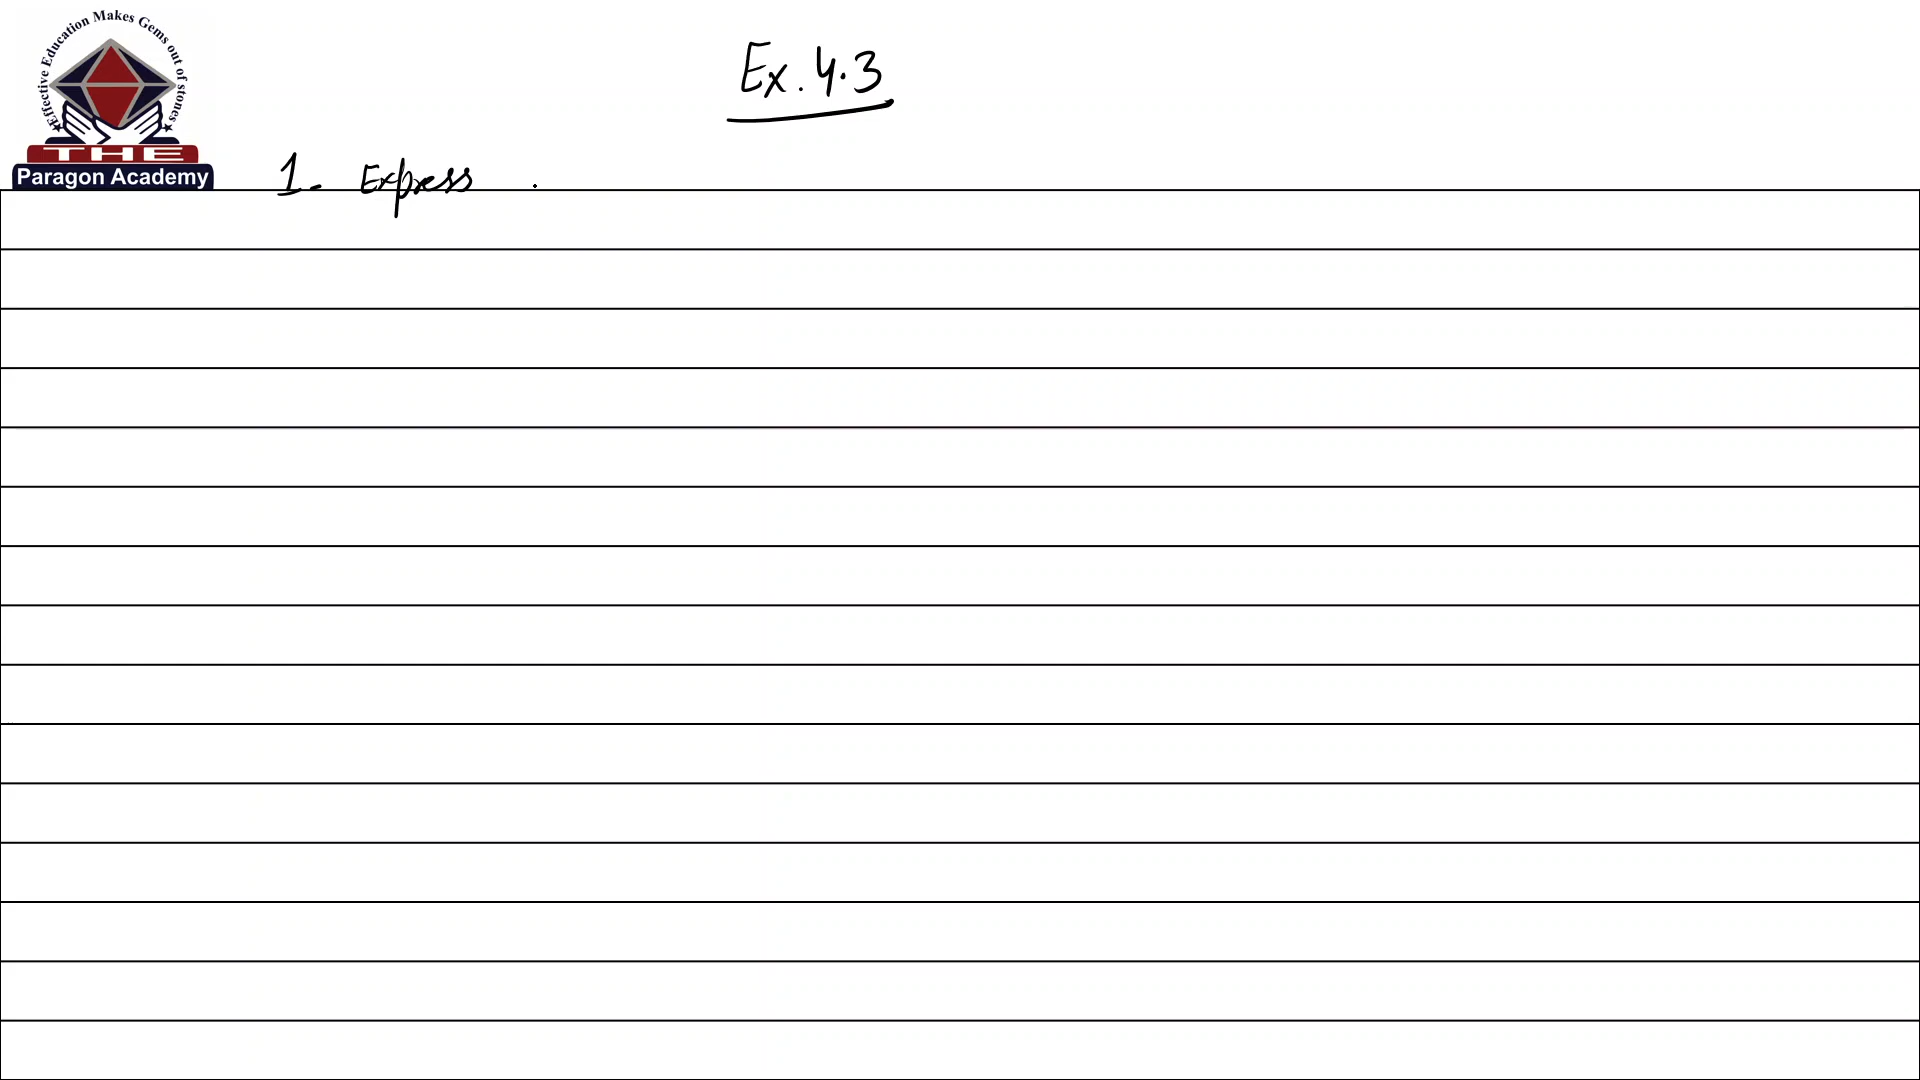 Effective Education Makes Gems out of stones
THE
Paragon Academy
Ex. 4.3
1. Express